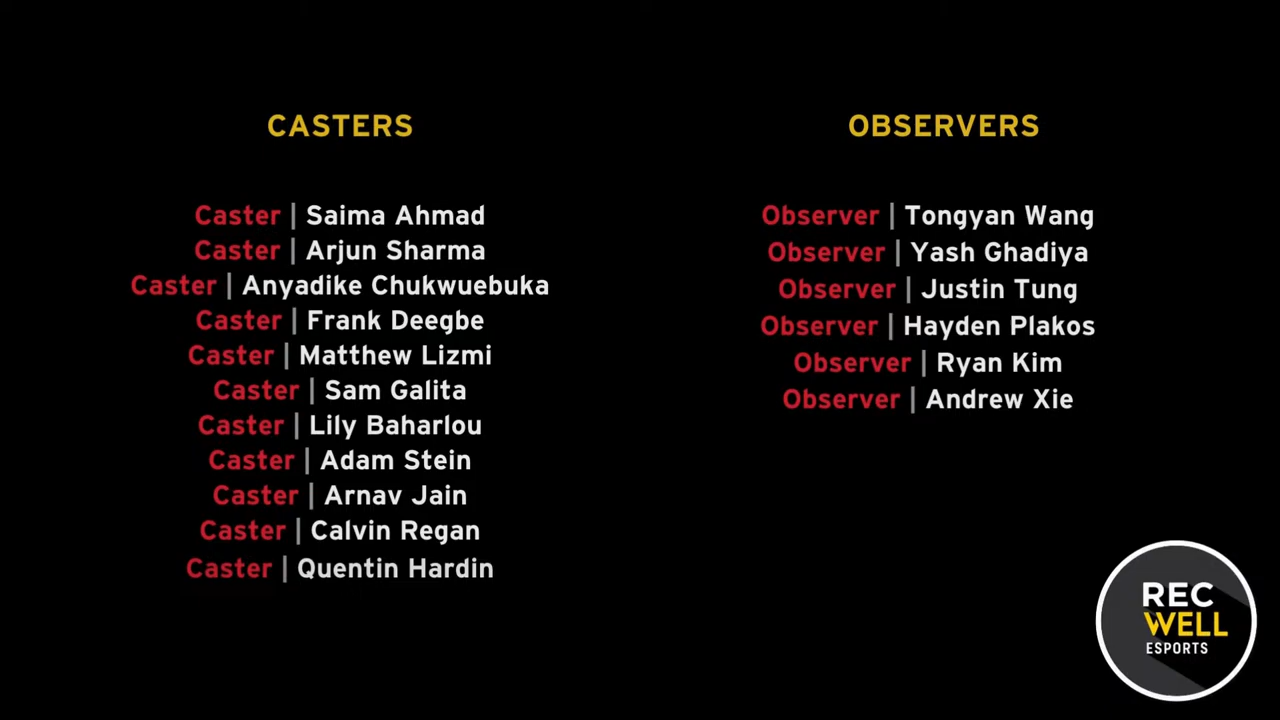 CASTERS
Caster | Saima Ahmad
Caster | Arjun Sharma
Caster | Anyadike Chukwuebuka
Caster | Frank Deegbe
Caster | Matthew Lizmi
Caster | Sam Galita
Caster | Lily Baharlou
Caster | Adam Stein
Caster | Arnav Jain
Caster | Calvin Regan
Caster | Quentin Hardin
OBSERVERS
Observer | Tongyan Wang
Observer | Yash Ghadiya
Observer | Justin Tung
Observer | Hayden Plakos
Observer | Ryan Kim
Observer | Andrew Xie
REC
WELL
ESPORTS